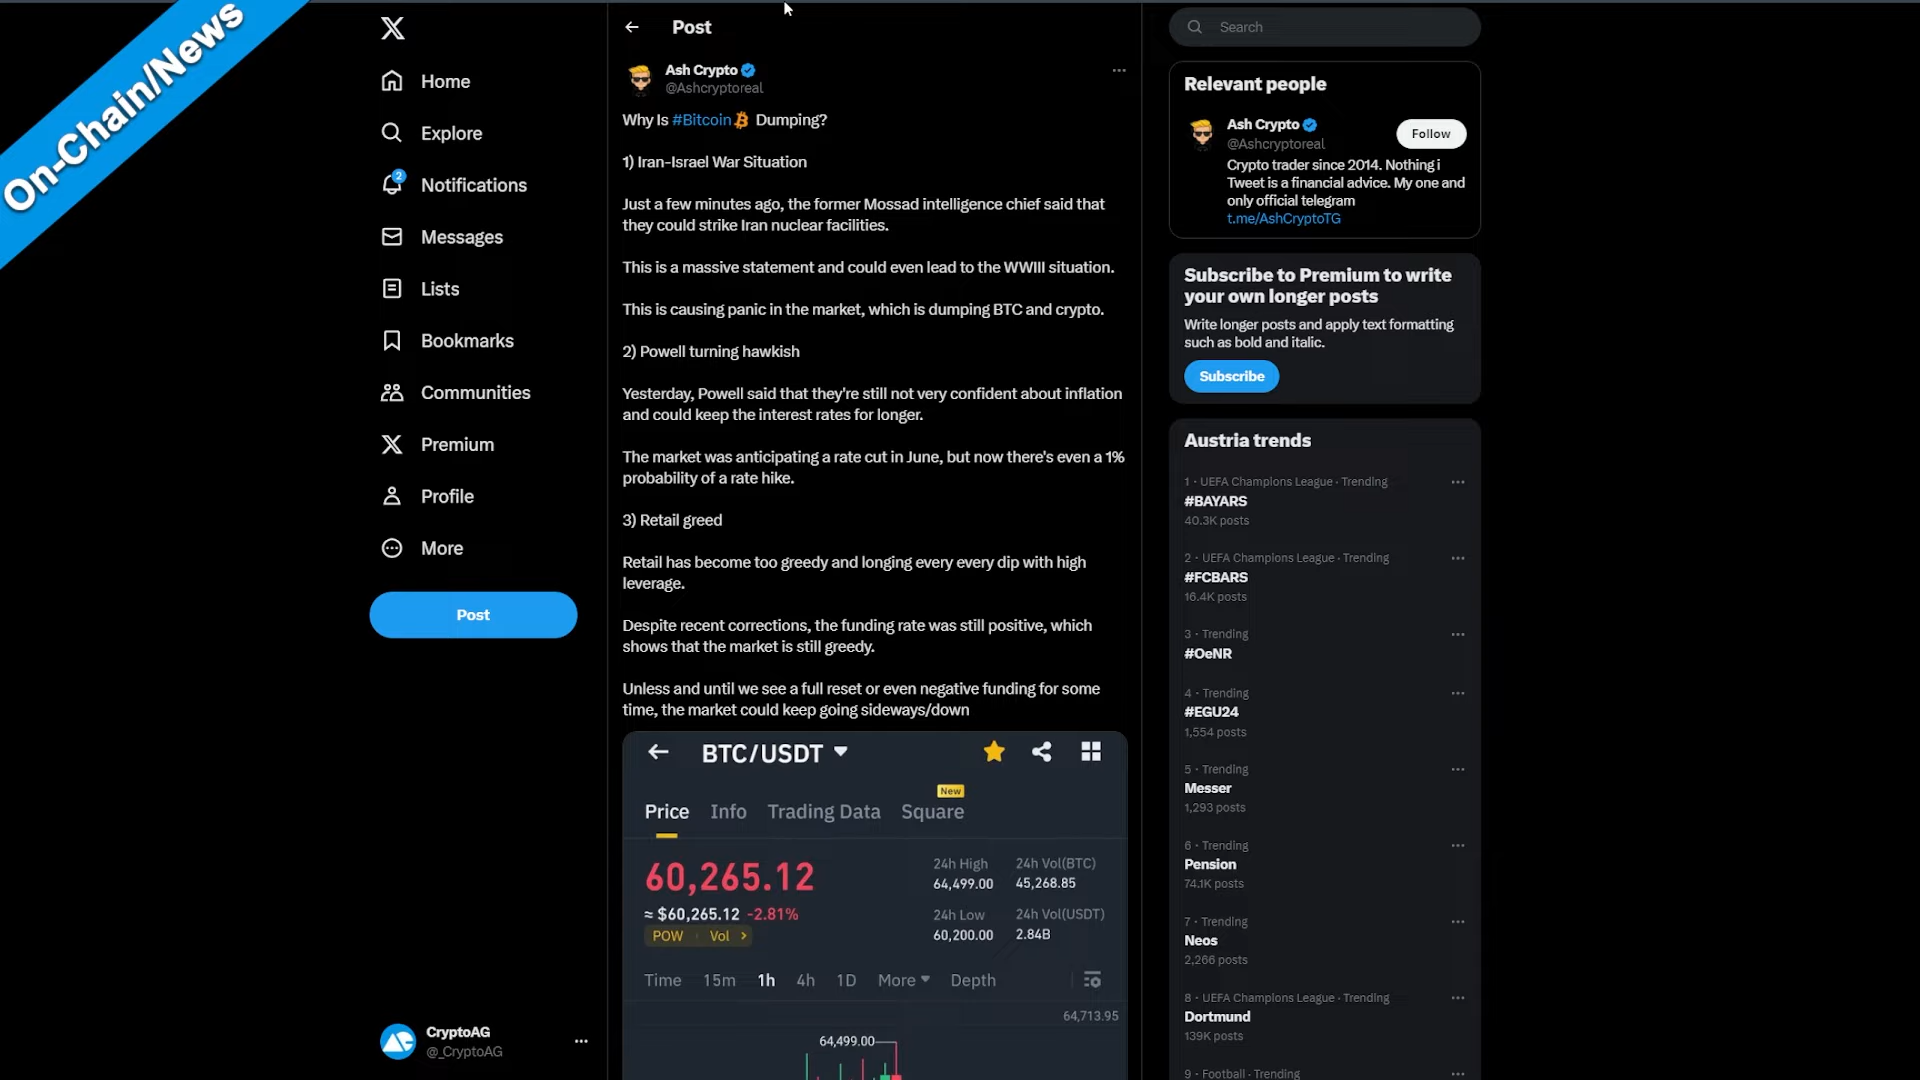 On-Chain/News
Home
Explore
2
Notifications
Messages
Lists
Bookmarks
Communities
Premium
Profile
More
Post
CryptoAG
@_CryptoAG
Post
Ash Crypto
@Ashcryptoreal
Why Is #Bitcoin Dumping?
1) Iran-Israel War Situation
Just a few minutes ago, the former Mossad intelligence chief said that
they could strike Iran nuclear facilities.
This is a massive statement and could even lead to the WWIII situation.
This is causing panic in the market, which is dumping BTC and crypto.
2) Powell turning hawkish
Yesterday, Powell said that they're still not very confident about inflation
and could keep the interest rates for longer.
The market was anticipating a rate cut in June, but now there's even a 1%
probability of a rate hike.
3) Retail greed
Retail has become too greedy and longing every every dip with high
leverage.
Despite recent corrections, the funding rate was still positive, which
shows that the market is still greedy.
Unless and until we see a full reset or even negative funding for some
time, the market could keep going sideways/down
BTC/USDT
New
Price Info Trading Data Square
60,265.12
≈ $60,265.12 -2.81%
POW Vol >
24h High 24h Vol(BTC)
64,499.00 45,268.85
24h Low 24h Vol(USDT)
60,200.00 2.84B
Time 15m 1h 4h 1D More Depth
64,713.95
64,499.00
Search
Relevant people
Ash Crypto
@Ashcryptoreal
Follow
Crypto trader since 2014. Nothing i
Tweet is a financial advice. My one and
only official telegram
t.me/AshCryptoTG
Subscribe to Premium to write
your own longer posts
Write longer posts and apply text formatting
such as bold and italic.
Subscribe
Austria trends
1 · UEFA Champions League · Trending
#BAYARS
40.3K posts
2 · UEFA Champions League · Trending
#FCBARS
16.4K posts
3 · Trending
#OeNR
4 · Trending
#EGU24
1,554 posts
5 · Trending
Messer
1,293 posts
6 · Trending
Pension
74.1K posts
7 · Trending
Neos
2,266 posts
8 · UEFA Champions League · Trending
Dortmund
139K posts
9 · Football · Trending